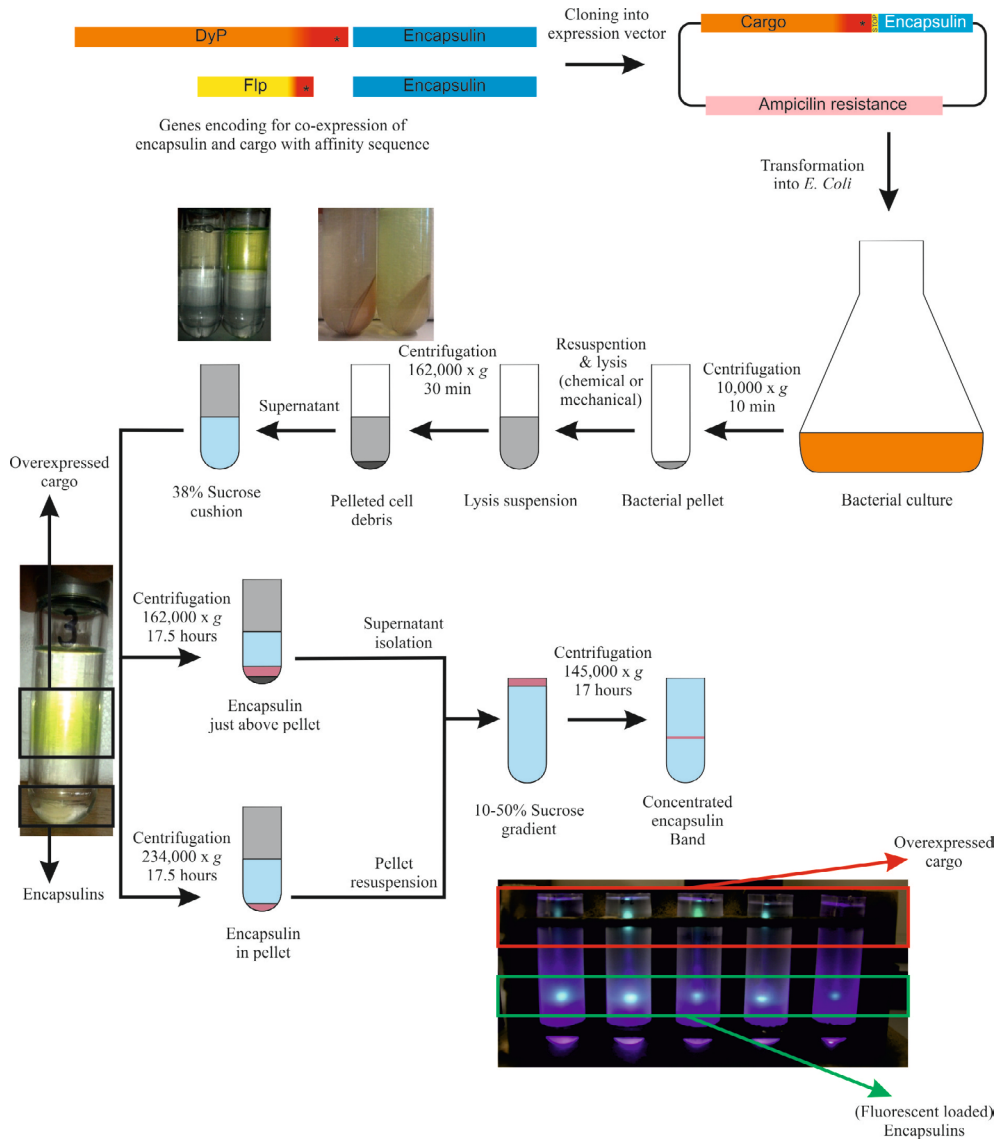 DyP
*
Encapsulin
Flp
*
Encapsulin
Genes encoding for co-expression of
encapsulin and cargo with affinity sequence
Cloning into
expression vector
Cargo
*
STOP
Encapsulin
Ampicilin resistance
Transformation
into E. Coli
Bacterial culture
Centrifugation
10,000 x g
10 min
Bacterial pellet
Resuspention
& lysis
(chemical or
mechanical)
Lysis suspension
Centrifugation
162,000 x g
30 min
Pelleted cell
debris
Supernatant
38% Sucrose
cushion
Overexpressed
cargo
3
Encapsulins
Centrifugation
162,000 x g
17.5 hours
Encapsulin
just above pellet
Supernatant
isolation
Centrifugation
234,000 x g
17.5 hours
Encapsulin
in pellet
Pellet
resuspension
10-50% Sucrose
gradient
Centrifugation
145,000 x g
17 hours
Concentrated
encapsulin
Band
Overexpressed
cargo
(Fluorescent loaded)
Encapsulins